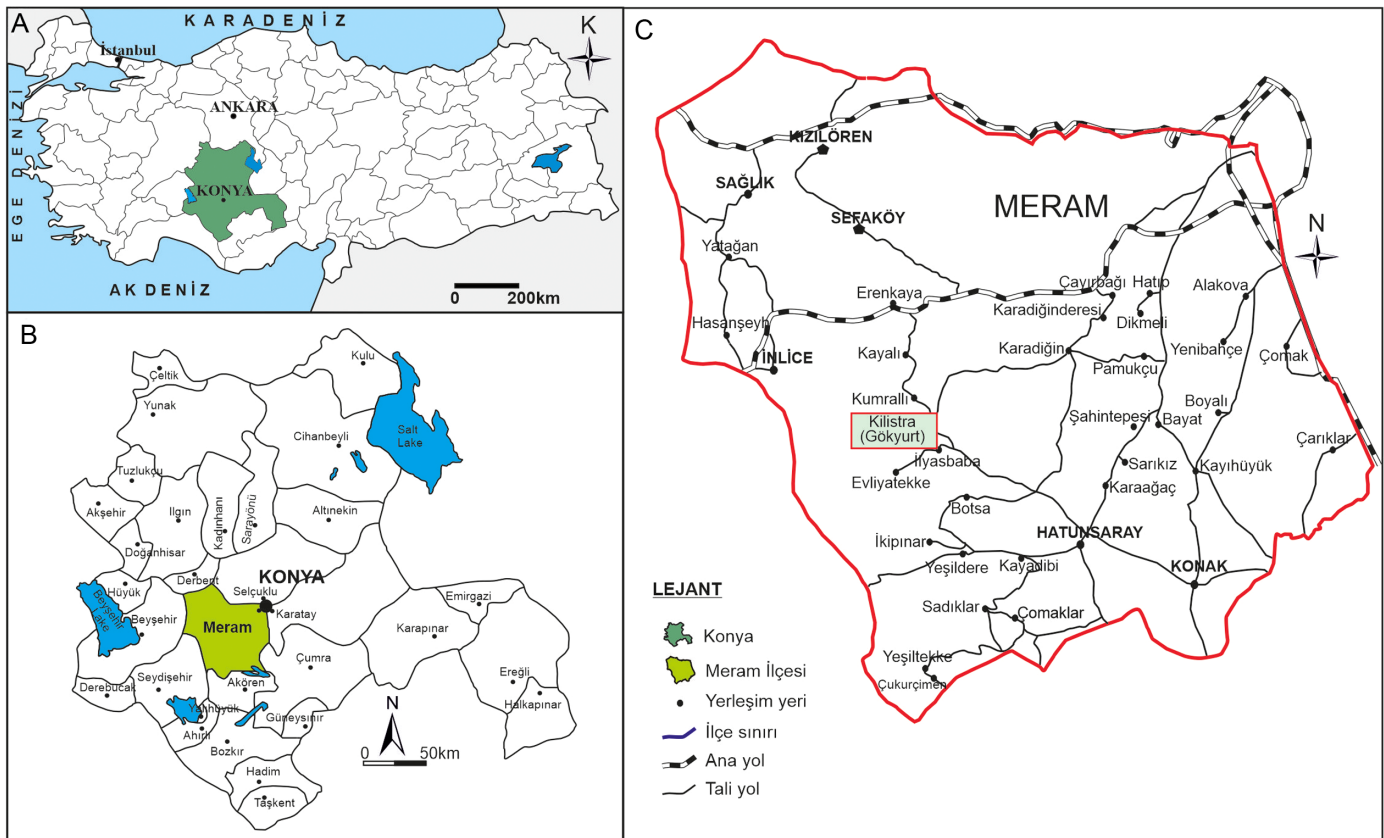 A
KARADENİZ
K
İstanbul
ANKARA
EGE DENİZİ
KONYA
AKDENİZ
0 200km
B
Kulu
Çeltik
Yunak
Cihanbeyli
Salt
Lake
Tuzlukçu
Akşehir
Ilgın
Kadınhanı
Sarayönü
Altınekin
Doğanhisar
Derbent
KONYA
Hüyük
Selçuklu
Karatay
Emirgazi
Beyşehir
Lake
Beyşehir
Meram
Karapınar
Çumra
Seydişehir
Akören
Derebucak
Ereğli
Halkapınar
Yalıhüyük
Güneysınır
Ahırlı
Bozkır
N
0 50km
Hadim
Taşkent
C
KIZILÖREN
SAĞLIK
MERAM
SEFAKÖY
N
Yatağan
Erenkaya
Çayırbağı
Hatıp
Alakova
Karadiğinderesi
Dikmeli
Hasanşeyh
İNLİCE
Kayalı
Karadiğin
Yenibahçe
Çomak
Pamukçu
Kumrallı
Boyalı
Kilistra
(Gökyurt)
Şahintepesi
Bayat
Çarıklar
İlyasbaba
Evliyatekke
Sarıkız
Kayıhüyük
Karaağaç
Botsa
HATUNSARAY
İkipınar
Yeşildere
Kayadibi
KONAK
Sadıklar
Çomaklar
Yeşiltekke
Çukurçimen
LEJANT
Konya
Meram İlçesi
Yerleşim yeri
İlçe sınırı
Ana yol
Tali yol